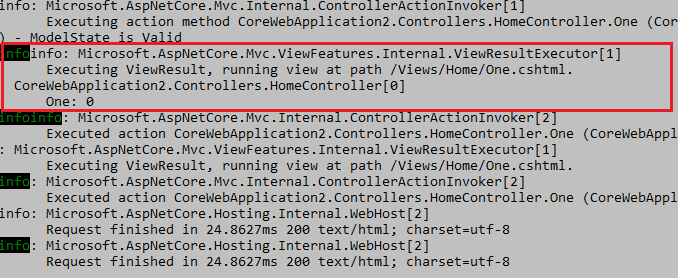 info: Microsoft.AspNetCore.Mvc.Internal.ControllerActionInvoker[1]
Executing action method CoreWebApplication2.Controllers.HomeController.One (Cor
) - ModelState is Valid
infoinfo: Microsoft.AspNetCore.Mvc.ViewFeatures.Internal.ViewResultExecutor[1]
Executing ViewResult, running view at path /Views/Home/One.cshtml.
CoreWebApplication2.Controllers.HomeController[0]
One: 0
infoinfo: Microsoft.AspNetCore.Mvc.Internal.ControllerActionInvoker[2]
Executed action CoreWebApplication2.Controllers.HomeController.One (CoreWebAppl
: Microsoft.AspNetCore.Mvc.ViewFeatures.Internal.ViewResultExecutor[1]
Executing ViewResult, running view at path /Views/Home/One.cshtml.
info: Microsoft.AspNetCore.Mvc.Internal.ControllerActionInvoker[2]
Executed action CoreWebApplication2.Controllers.HomeController.One (CoreWebAppl
info: Microsoft.AspNetCore.Hosting.Internal.WebHost[2]
Request finished in 24.8627ms 200 text/html; charset=utf-8
info: Microsoft.AspNetCore.Hosting.Internal.WebHost[2]
Request finished in 24.8627ms 200 text/html; charset=utf-8